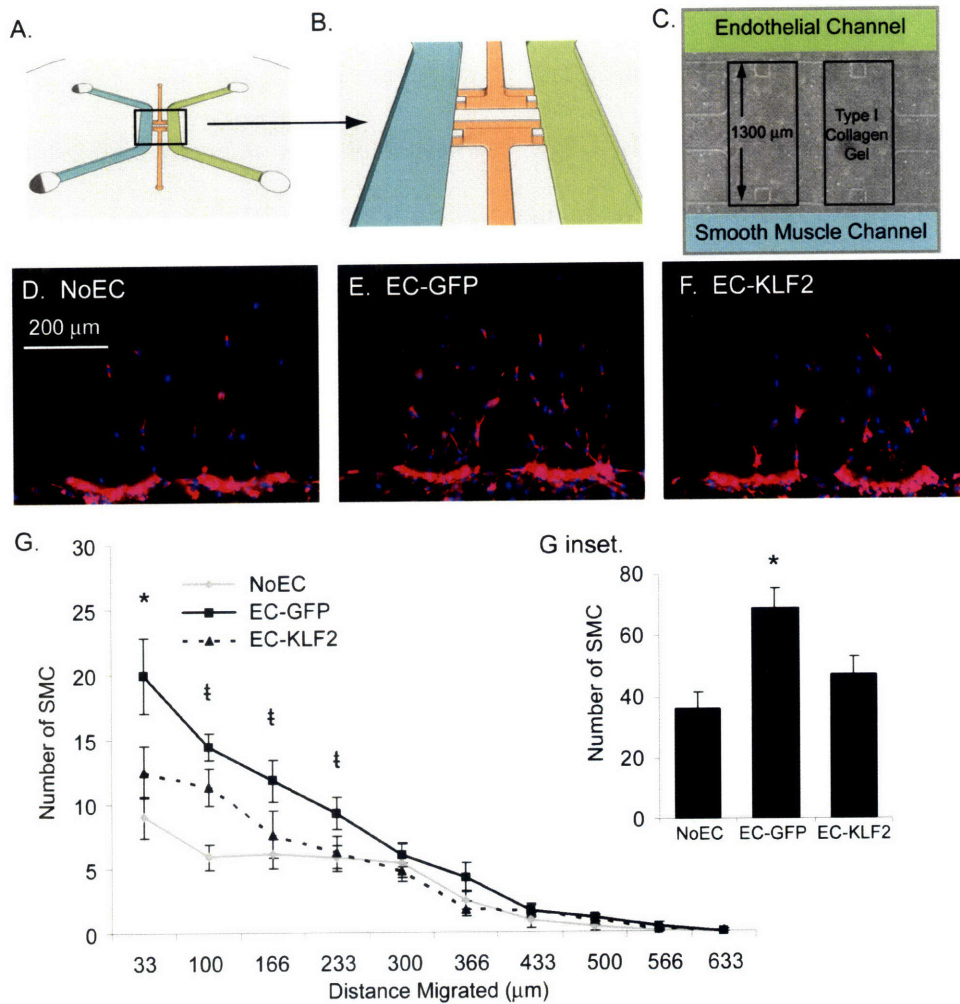 A.
B.
C.
Endothelial Channel
1300 µm
Type I
Collagen
Gel
Smooth Muscle Channel
D. NoEC
200 µm
E. EC-GFP
F. EC-KLF2
G.
Number of SMC
30
25
20
15
10
5
0
NoEC
EC-GFP
EC-KLF2
*
ŧ
ŧ
ŧ
33 100 166 233 300 366 433 500 566 633
Distance Migrated (µm)
G inset.
Number of SMC
80
60
40
20
0
*
NoEC EC-GFP EC-KLF2